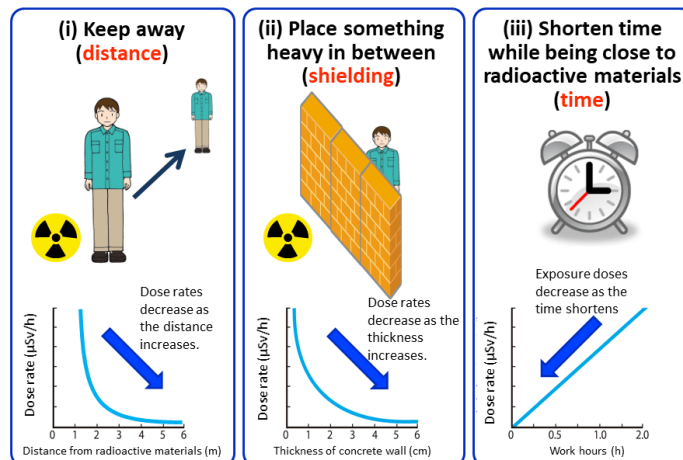 (i) Keep away
(distance)
Dose rates
decrease as
the distance
increases.
Dose rate (μSv/h)
0 1 2 3 4 5 6
Distance from radioactive materials (m)
(ii) Place something
heavy in between
(shielding)
Dose rates
decrease as the
thickness
increases.
Dose rate (μSv/h)
0 1 2 3 4 5 6
Thickness of concrete wall (cm)
(iii) Shorten time
while being close to
radioactive materials
(time)
Exposure doses
decrease as the
time shortens
Dose rate (μSv/h)
0 0.5 1.0 2.0
Work hours (h)